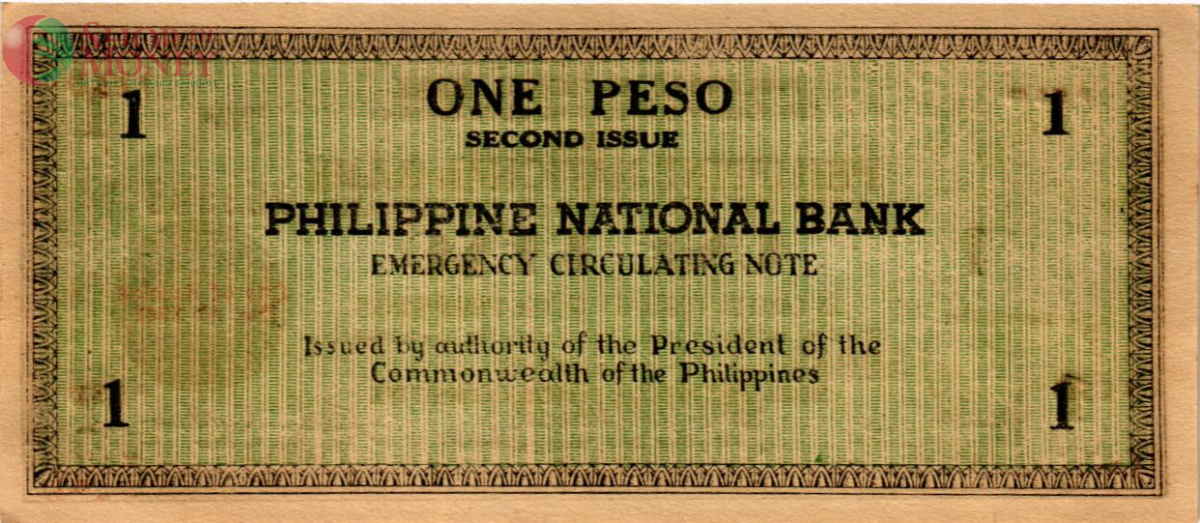 1
ONE PESO
1
SECOND ISSUE
PHILIPPINE NATIONAL BANK
EMERGENCY CIRCULATING NOTE
Issued by authority of the President of the
Commonwealth of the Philippines
1
1
MONEY